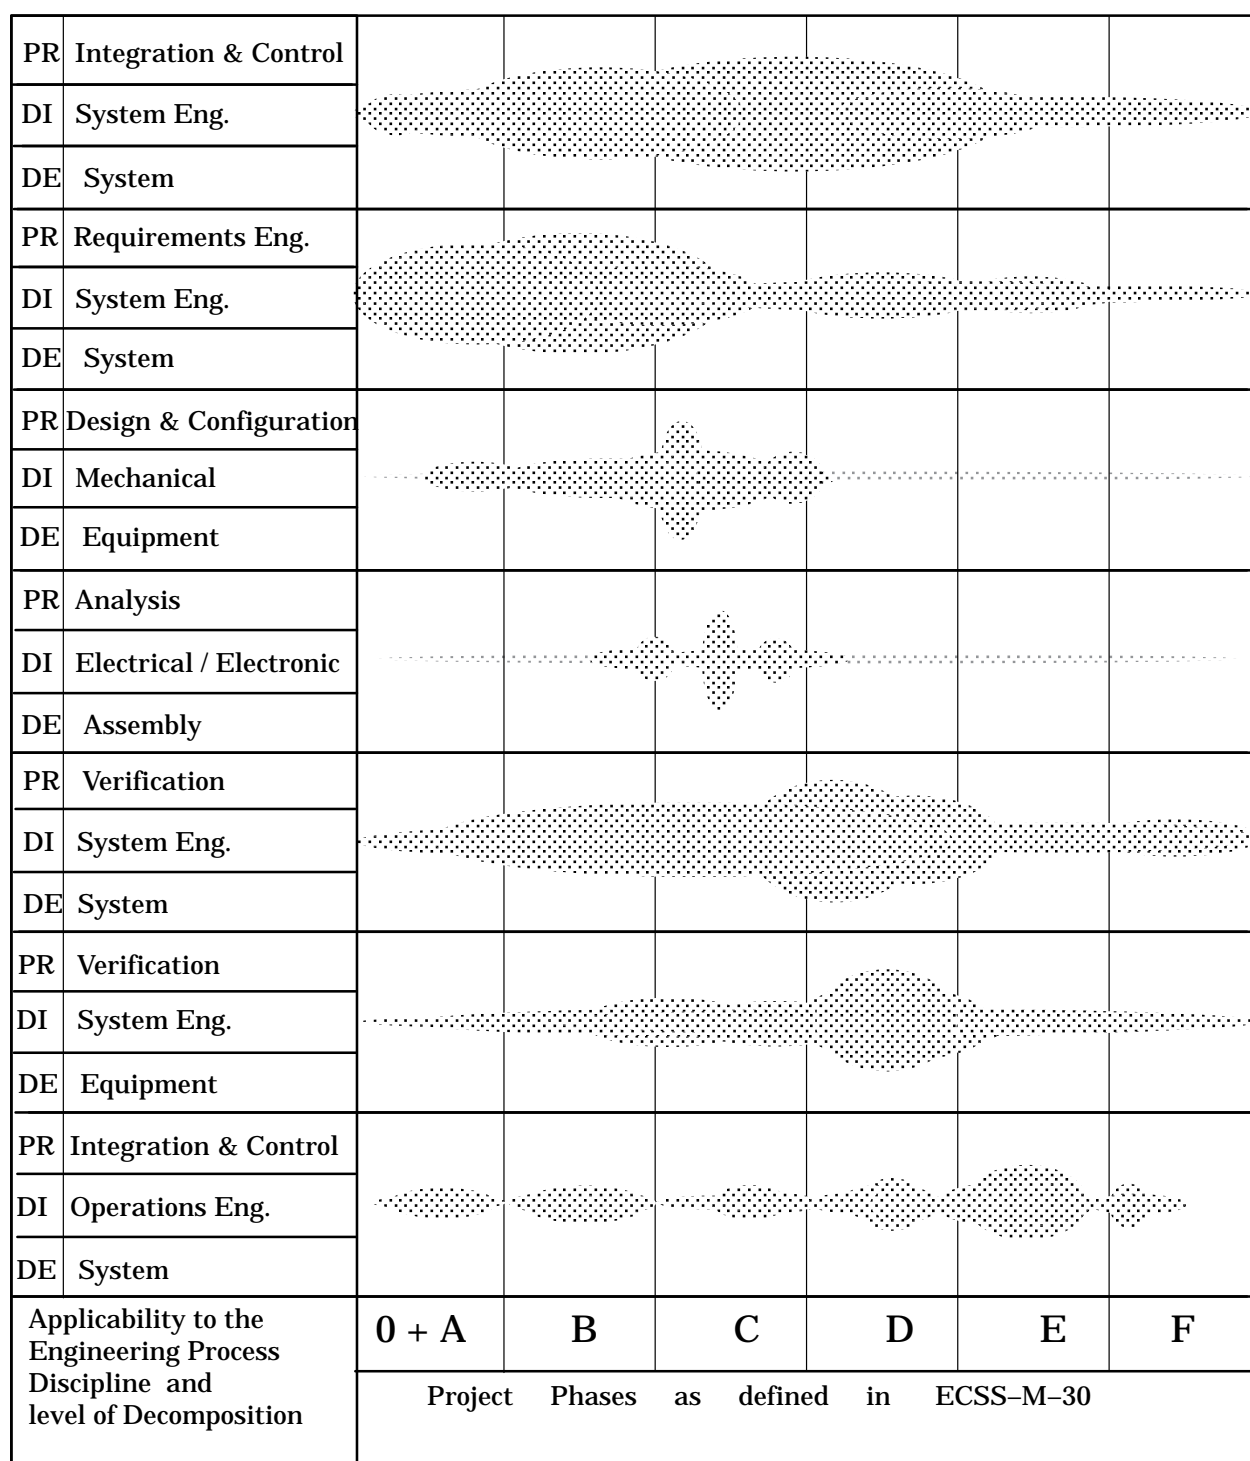 PR Integration & Control
DI System Eng.
DE System
PR Requirements Eng.
DI System Eng.
DE System
PR Design & Configuration
DI Mechanical
DE Equipment
PR Analysis
DI Electrical / Electronic
DE Assembly
PR Verification
DI System Eng.
DE System
PR Verification
DI System Eng.
DE Equipment
PR Integration & Control
DI Operations Eng.
DE System
Applicability to the
Engineering Process
Discipline and
level of Decomposition
0 + A B C D E F
Project Phases as defined in ECSS–M–30